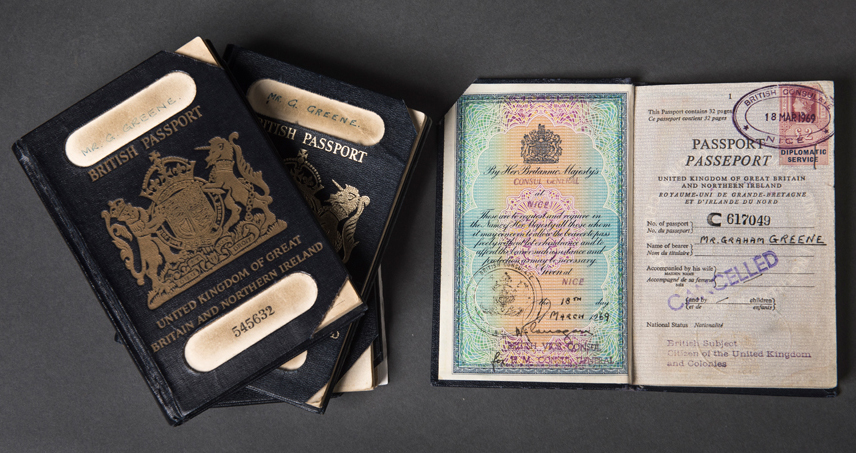 MR. G. GREENE.
BRITISH PASSPORT
UNITED KINGDOM OF GREAT
BRITAIN AND NORTHERN IRELAND
545632
MR. G. GREENE.
BRITISH PASSPORT
By Her Britannic Majesty's
CONSUL GENERAL
at
NICE
These are to request and require in
the Name of Her Majesty all those whom
it may concern to allow the bearer to pass
freely without let or hindrance and to
afford the bearer such assistance and
protection as may be necessary.
Given at
NICE
the 18TH day
MARCH 1969
BRITISH VICE CONSUL
for H. M. CONSUL GENERAL
1
This Passport contains 32 pages
Ce passeport contient 32 pages
BRITISH CONSULATE
18 MAR 1969
NICE
DIPLOMATIC
SERVICE
PASSPORT
PASSEPORT
UNITED KINGDOM OF GREAT BRITAIN
AND NORTHERN IRELAND
ROYAUME-UNI DE GRANDE-BRETAGNE
ET D'IRLANDE DU NORD
No. of passport
No. du passeport
C 617049
Name of bearer
Nom du titulaire
MR. GRAHAM GREENE
Accompanied by his wife
Accompagné de sa femme
CANCELLED
and by
et de
children
enfants
National Status Nationalité
British Subject
Citizen of the United Kingdom
and Colonies